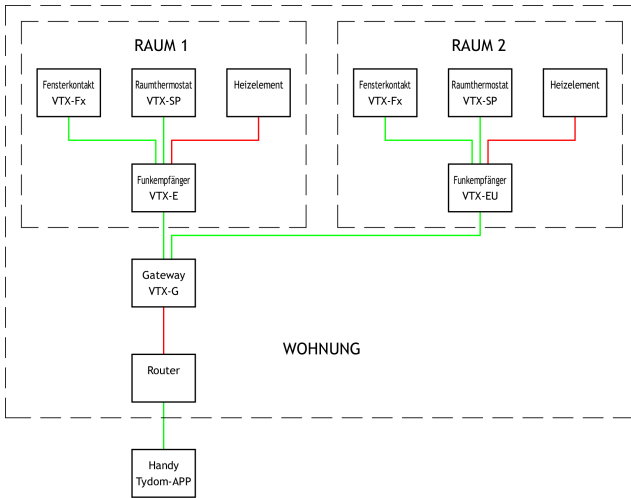 RAUM 1
RAUM 2
Fensterkontakt
VTX-Fx
Raumthermostat
VTX-SP
Heizelement
Fensterkontakt
VTX-Fx
Raumthermostat
VTX-SP
Heizelement
Funkempfänger
VTX-E
Funkempfänger
VTX-EU
Gateway
VTX-G
WOHNUNG
Router
Handy
Tydom-APP